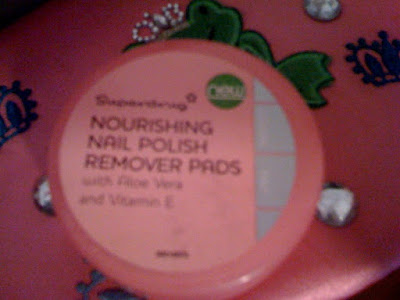 Superdrug
new
NOURISHING
NAIL POLISH
REMOVER PADS
with Aloe Vera
and Vitamin E